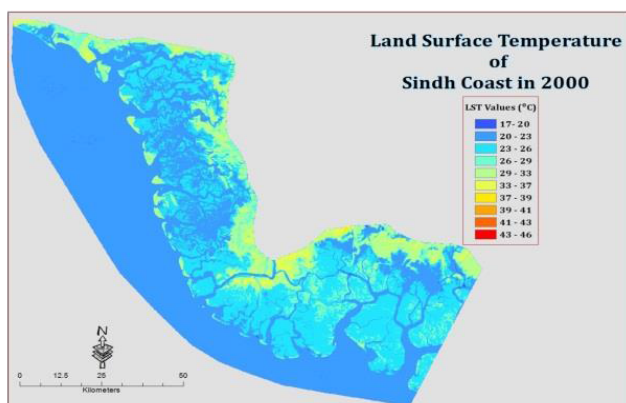 Land Surface Temperature
of
Sindh Coast in 2000
LST Values (°C)
17 - 20
20 - 23
23 - 26
26 - 29
29 - 33
33 - 37
37 - 39
39 - 41
41 - 43
43 - 46
N
0 12.5 25 50
Kilometers